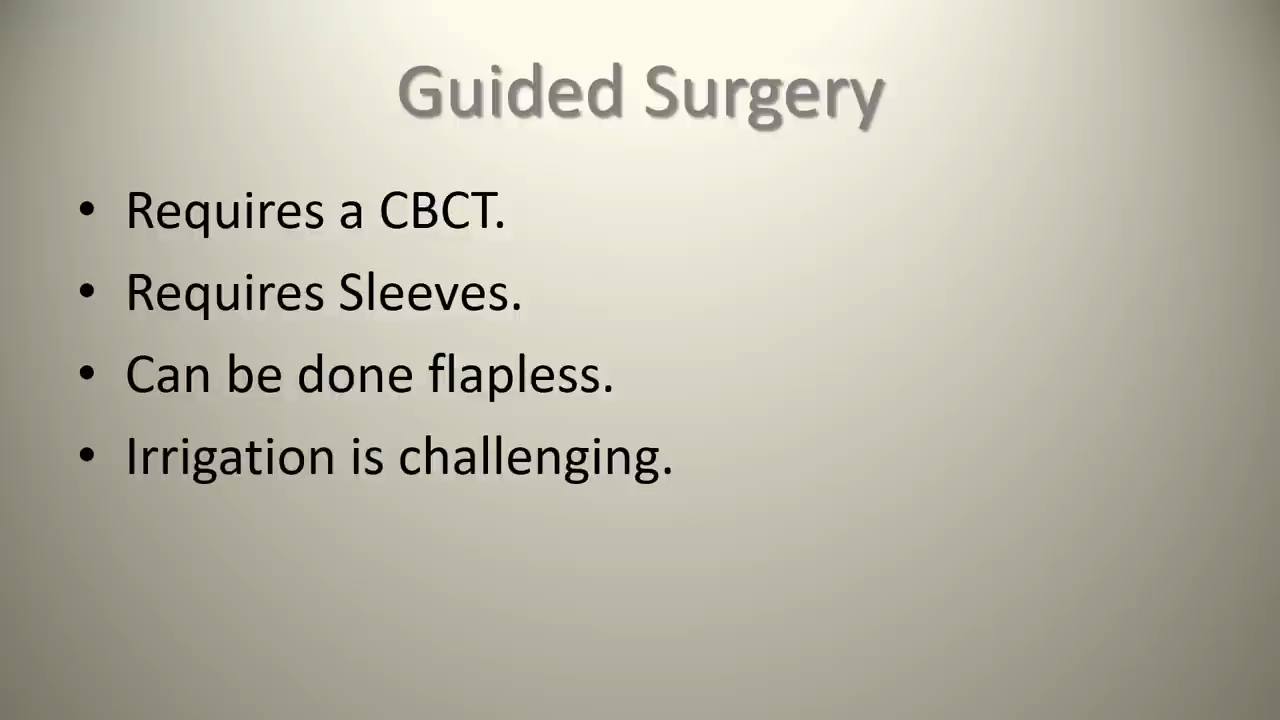 Guided Surgery
• Requires a CBCT.
• Requires Sleeves.
• Can be done flapless.
• Irrigation is challenging.